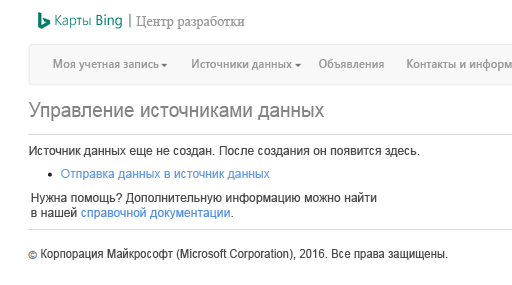 Карты Bing | Центр разработки
Моя учетная запись Источники данных Объявления Контакты и информ
Управление источниками данных
Источник данных еще не создан. После создания он появится здесь.
• Отправка данных в источник данных
Нужна помощь? Дополнительную информацию можно найти
в нашей справочной документации.
© Корпорация Майкрософт (Microsoft Corporation), 2016. Все права защищены.